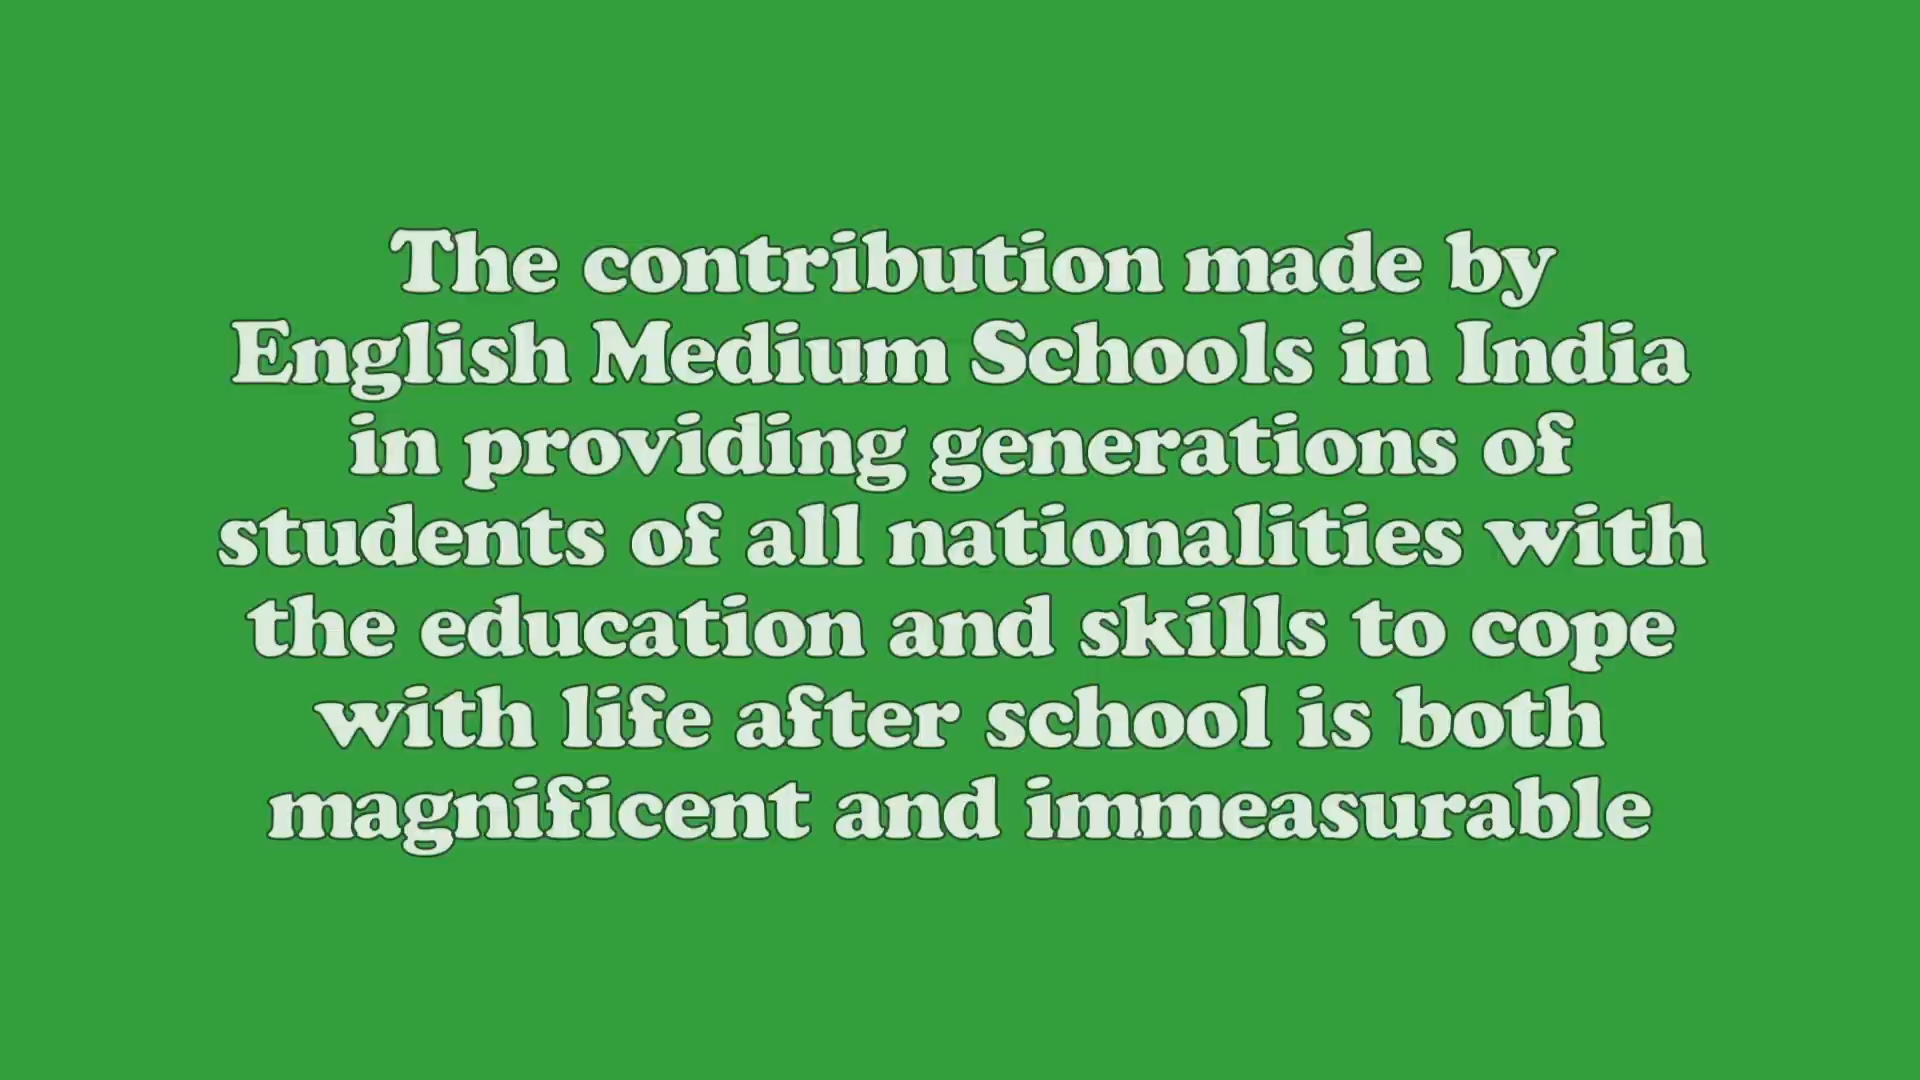 The contribution made by
English Medium Schools in India
in providing generations of
students of all nationalities with
the education and skills to cope
with life after school is both
magnificent and immeasurable